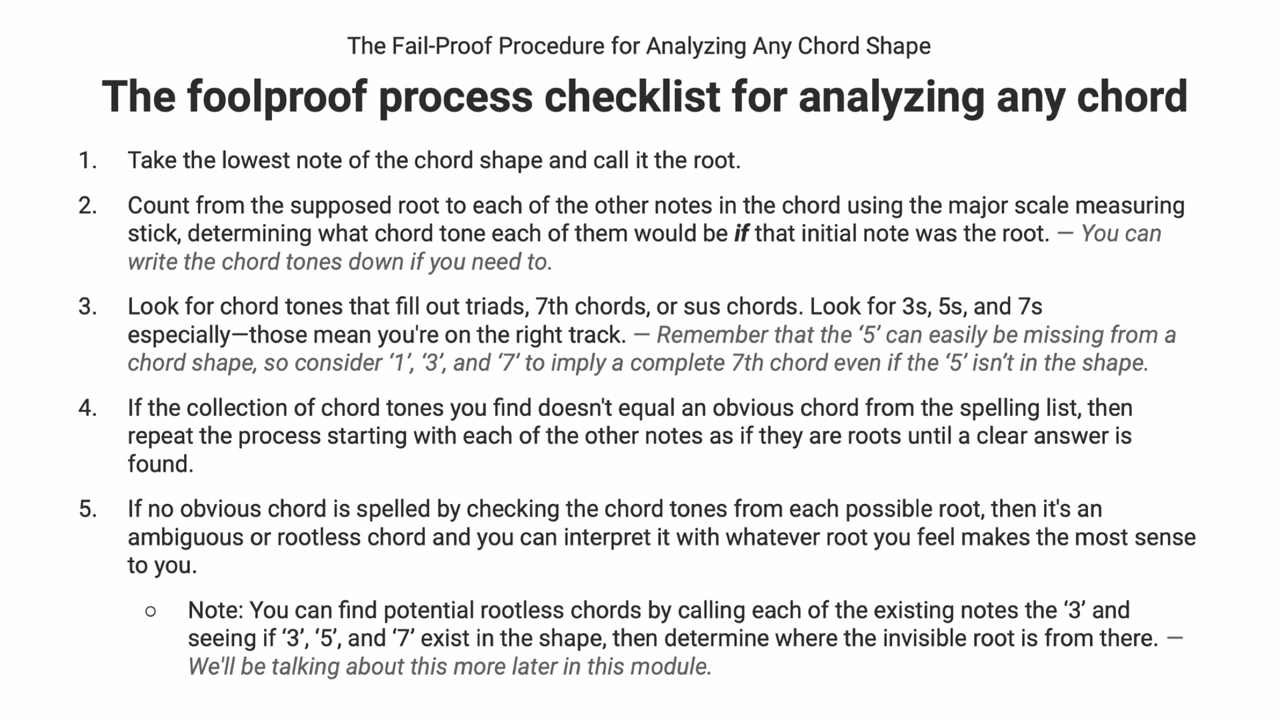 The Fail-Proof Procedure for Analyzing Any Chord Shape
The foolproof process checklist for analyzing any chord
1. Take the lowest note of the chord shape and call it the root.
2. Count from the supposed root to each of the other notes in the chord using the major scale measuring
stick, determining what chord tone each of them would be if that initial note was the root. — You can
write the chord tones down if you need to.
3. Look for chord tones that fill out triads, 7th chords, or sus chords. Look for 3s, 5s, and 7s
especially—those mean you're on the right track. — Remember that the ‘5’ can easily be missing from a
chord shape, so consider ‘1’, ‘3’, and ‘7’ to imply a complete 7th chord even if the ‘5’ isn’t in the shape.
4. If the collection of chord tones you find doesn't equal an obvious chord from the spelling list, then
repeat the process starting with each of the other notes as if they are roots until a clear answer is
found.
5. If no obvious chord is spelled by checking the chord tones from each possible root, then it's an
ambiguous or rootless chord and you can interpret it with whatever root you feel makes the most sense
to you.
○ Note: You can find potential rootless chords by calling each of the existing notes the ‘3’ and
seeing if ‘3’, ‘5’, and ‘7’ exist in the shape, then determine where the invisible root is from there. —
We'll be talking about this more later in this module.